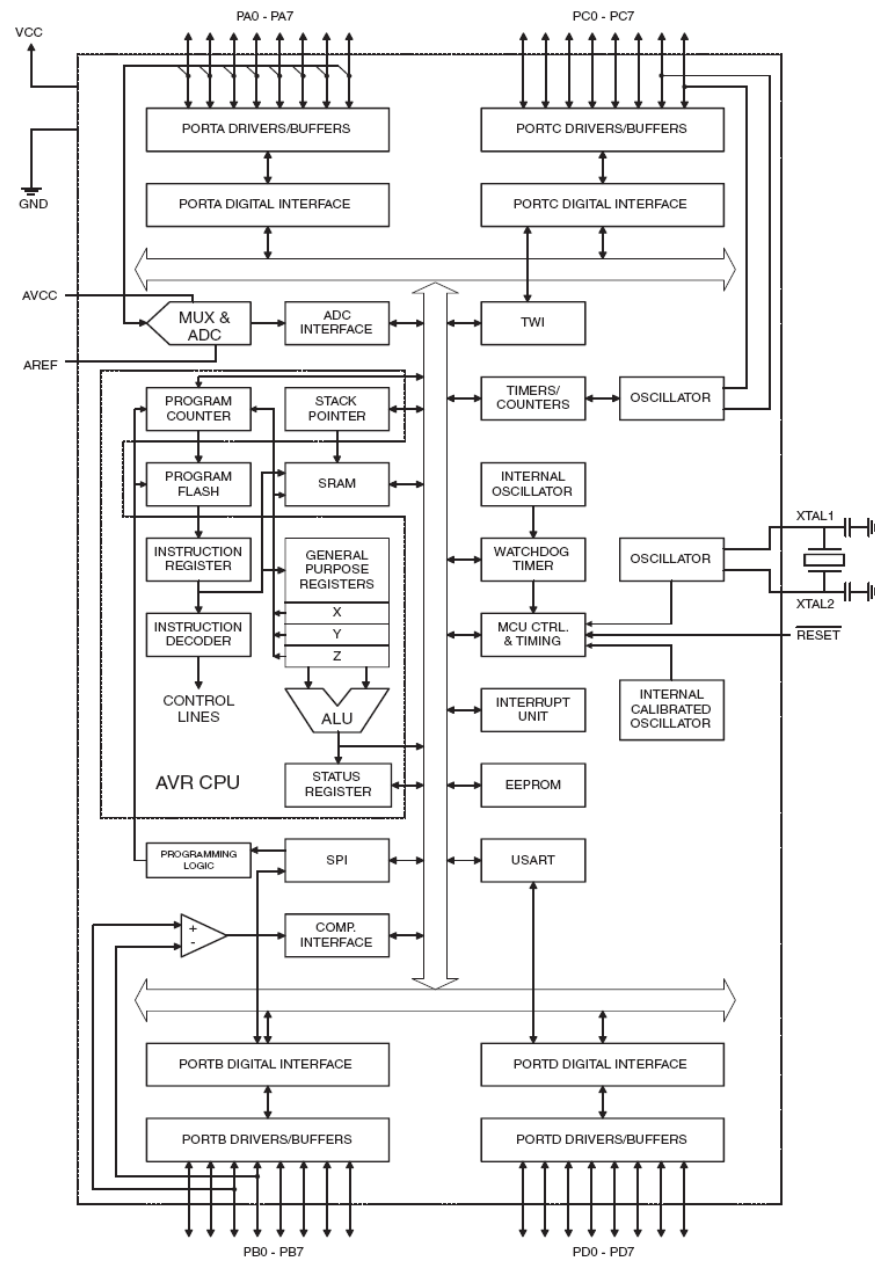 PA0 - PA7
PC0 - PC7
VCC
PORTA DRIVERS/BUFFERS
PORTC DRIVERS/BUFFERS
PORTA DIGITAL INTERFACE
PORTC DIGITAL INTERFACE
GND
AVCC
MUX &
ADC
ADC
INTERFACE
TWI
AREF
PROGRAM
COUNTER
STACK
POINTER
TIMERS/
COUNTERS
OSCILLATOR
PROGRAM
FLASH
SRAM
INTERNAL
OSCILLATOR
XTAL1
INSTRUCTION
REGISTER
GENERAL
PURPOSE
REGISTERS
WATCHDOG
TIMER
OSCILLATOR
XTAL2
X
INSTRUCTION
DECODER
Y
Z
MCU CTRL.
& TIMING
RESET
CONTROL
LINES
ALU
INTERRUPT
UNIT
INTERNAL
CALIBRATED
OSCILLATOR
AVR CPU
STATUS
REGISTER
EEPROM
PROGRAMMING
LOGIC
SPI
USART
+
-
COMP.
INTERFACE
PORTB DIGITAL INTERFACE
PORTD DIGITAL INTERFACE
PORTB DRIVERS/BUFFERS
PORTD DRIVERS/BUFFERS
PB0 - PB7
PD0 - PD7